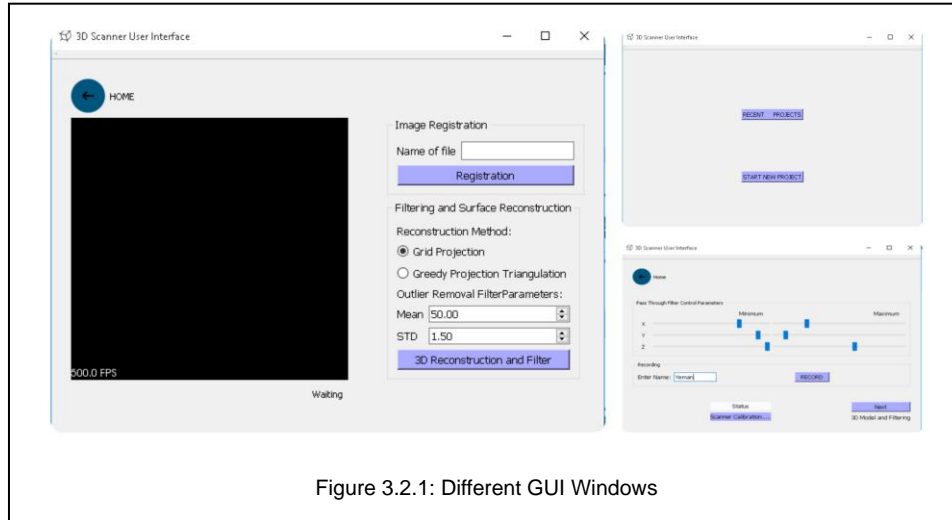 3D Scanner User Interface
HOME
500.0 FPS
Waiting
Image Registration
Name of file
Registration
Filtering and Surface Reconstruction
Reconstruction Method:
Grid Projection
Greedy Projection Triangulation
Outlier Removal FilterParameters:
Mean 50.00
STD 1.50
3D Reconstruction and Filter
3D Scanner User Interface
RECENT PROJECTS
START NEW PROJECT
3D Scanner User Interface
Home
Pass Through Filter Control Parameters
Minimum Maximum
X
Y
Z
Recording
Enter Name: Yeman RECORD
Status Next
Scanner Calibration.... 3D Model and Filtering
Figure 3.2.1: Different GUI Windows